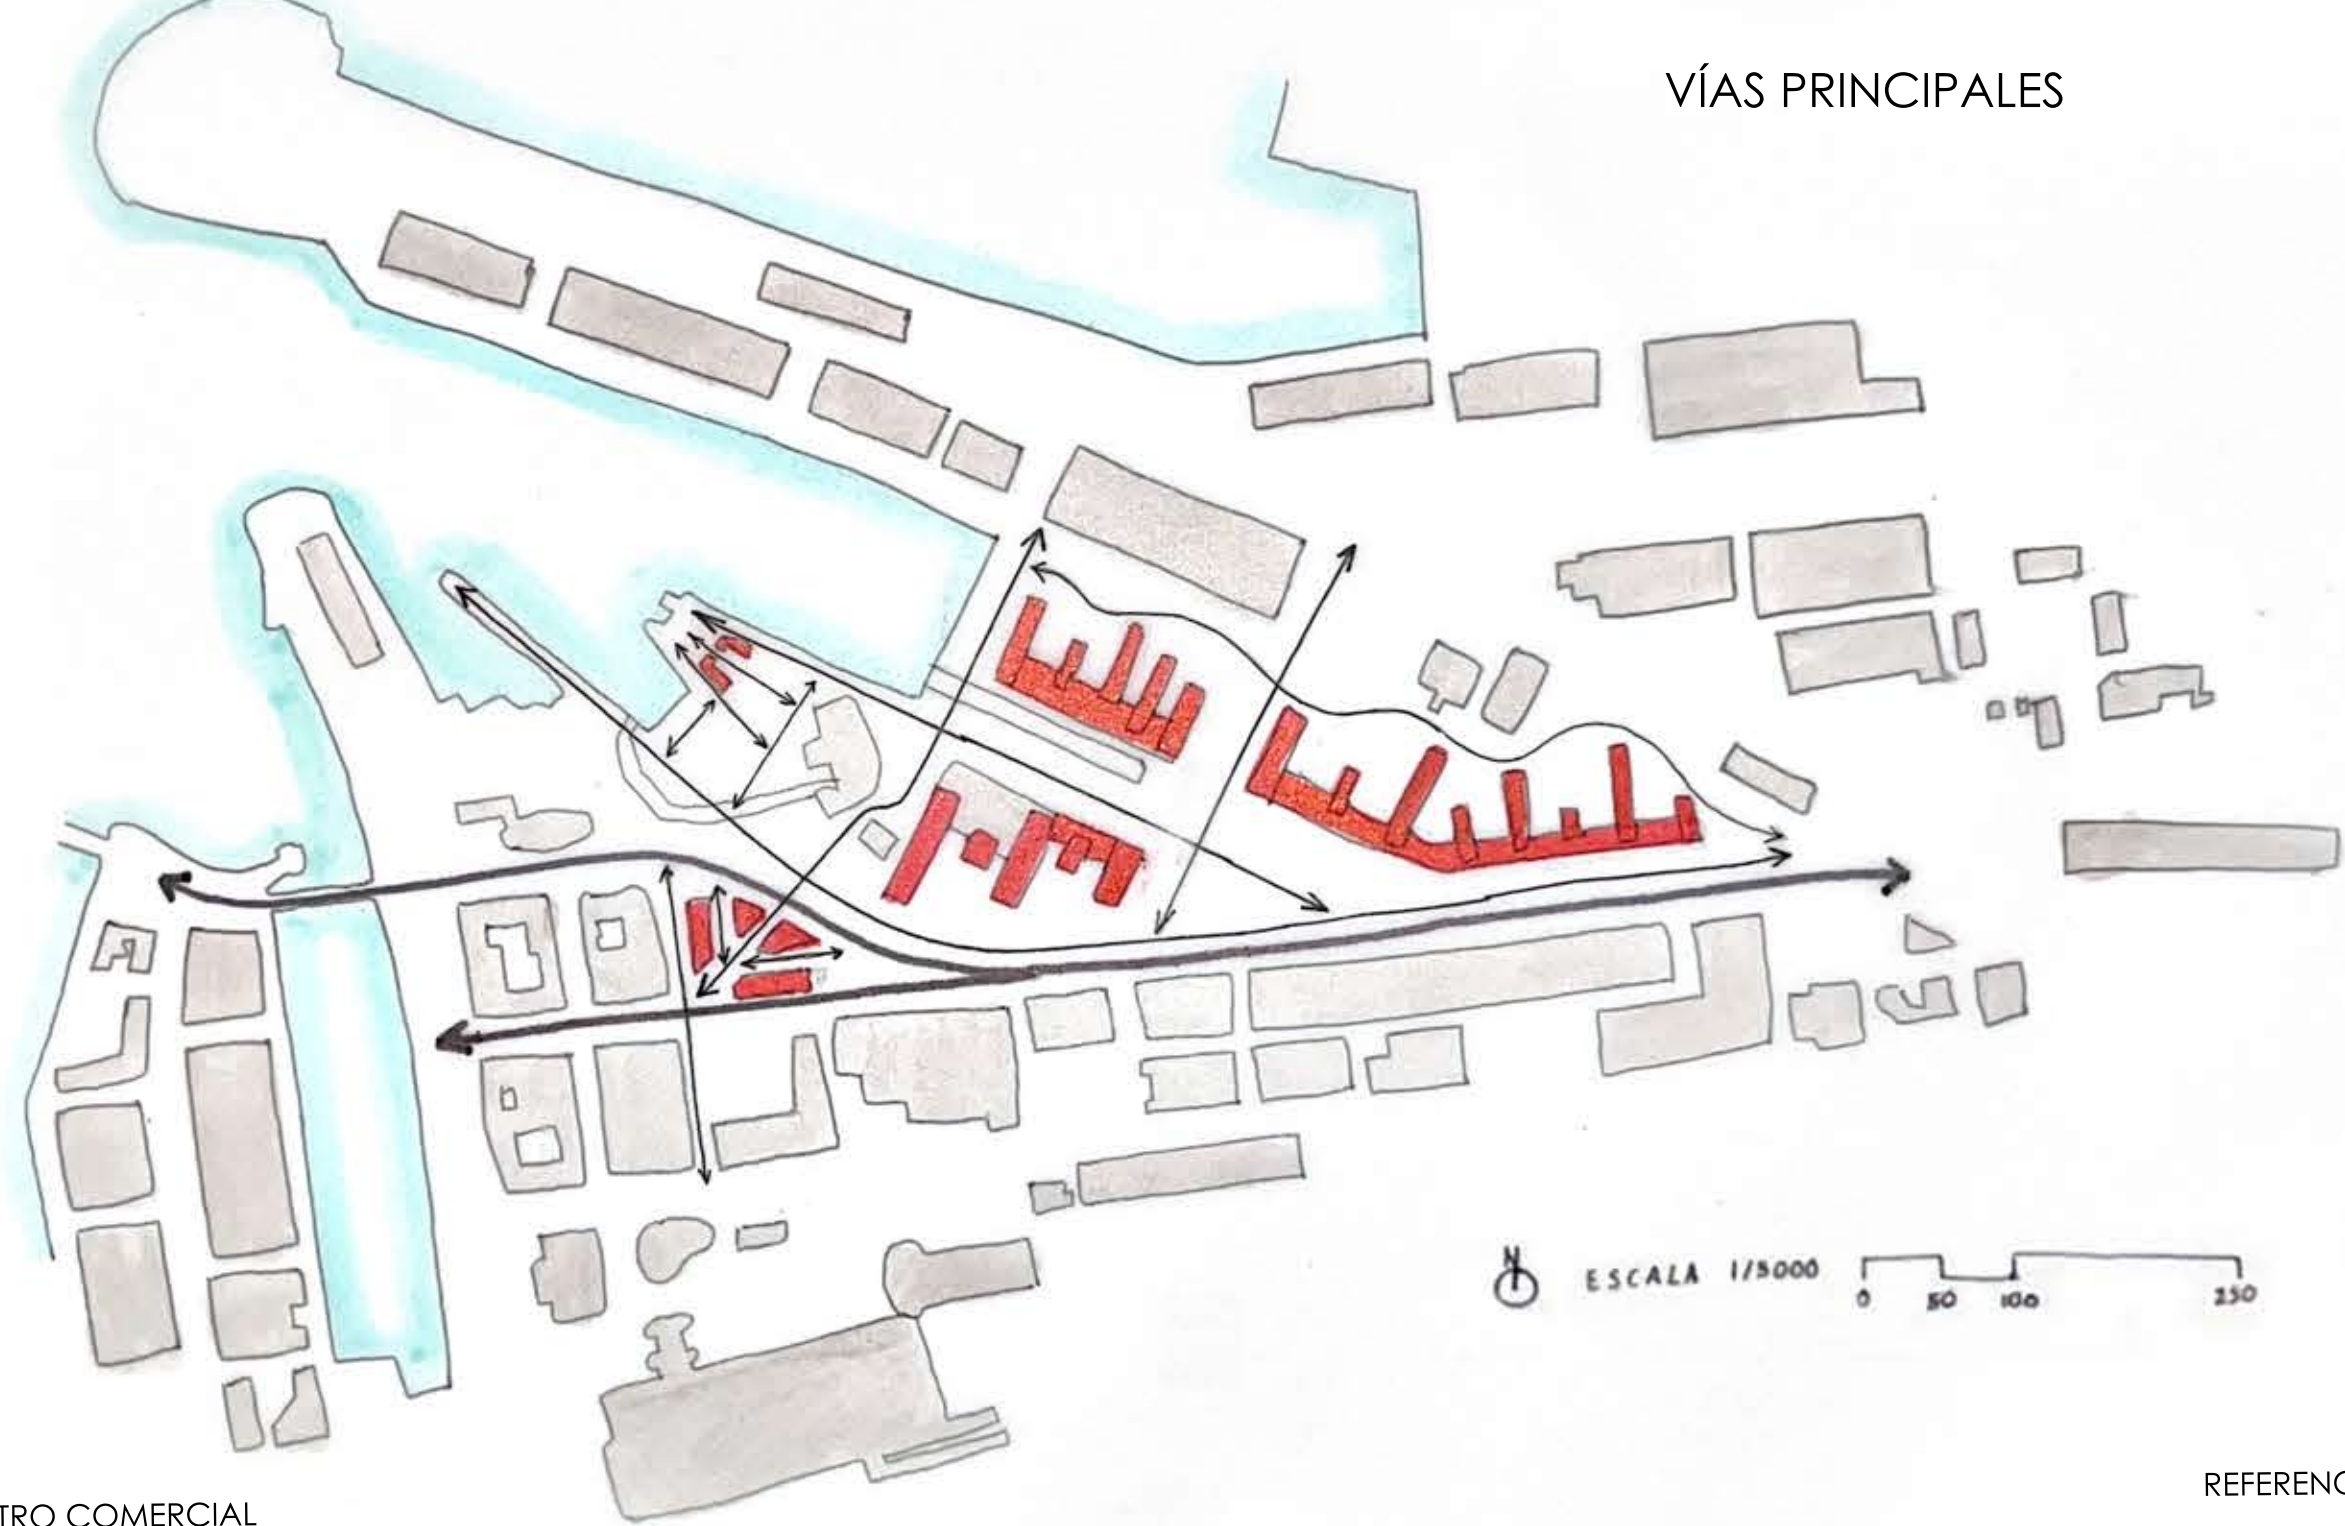 VÍAS PRINCIPALES
N
ESCALA 1/5000
0 50 100 250
REFERENC
TRO COMERCIAL